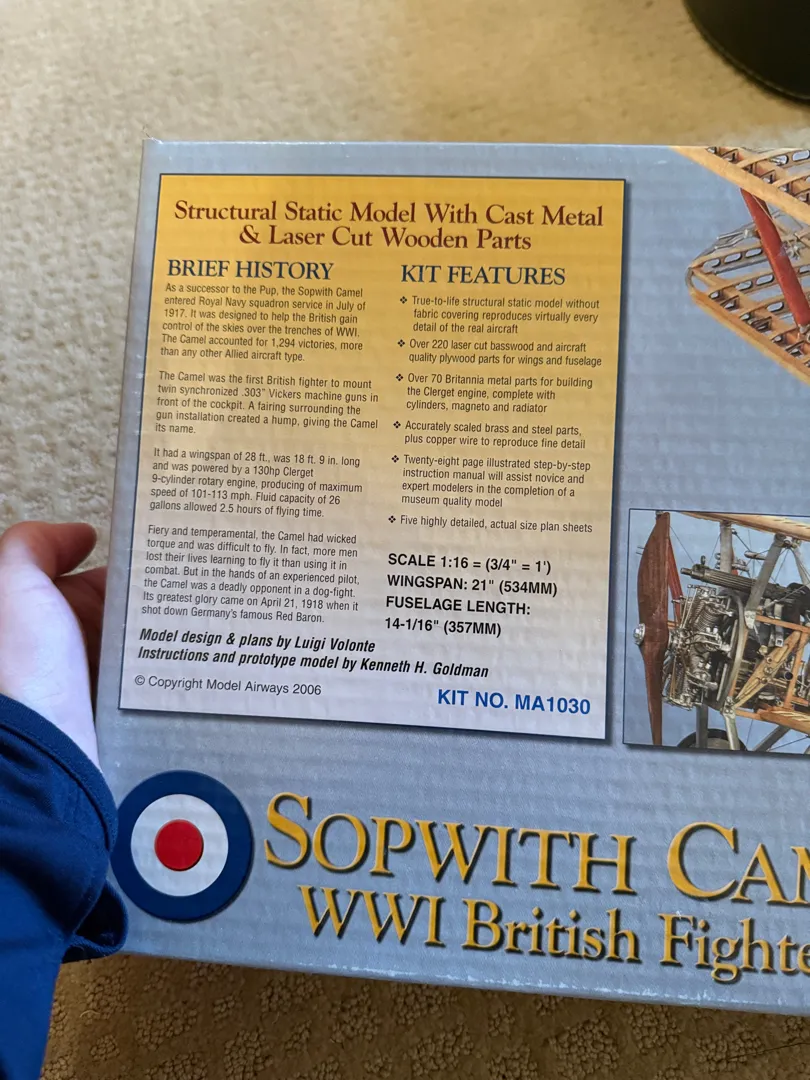 Structural Static Model With Cast Metal
& Laser Cut Wooden Parts
BRIEF HISTORY
As a successor to the Pup, the Sopwith Camel
entered Royal Navy squadron service in July of
1917. It was designed to help the British gain
control of the skies over the trenches of WWI.
The Camel accounted for 1,294 victories, more
than any other Allied aircraft type.
The Camel was the first British fighter to mount
twin synchronized .303" Vickers machine guns in
front of the cockpit. A fairing surrounding the
gun installation created a hump, giving the Camel
its name.
It had a wingspan of 28 ft., was 18 ft. 9 in. long
and was powered by a 130hp Clerget
9-cylinder rotary engine, producing of maximum
speed of 101-113 mph. Fluid capacity of 26
gallons allowed 2.5 hours of flying time.
Fiery and temperamental, the Camel had wicked
torque and was difficult to fly. In fact, more men
lost their lives learning to fly it than using it in
combat. But in the hands of an experienced pilot,
the Camel was a deadly opponent in a dog-fight.
Its greatest glory came on April 21, 1918 when it
shot down Germany's famous Red Baron.
KIT FEATURES
❖ True-to-life structural static model without
fabric covering reproduces virtually every
detail of the real aircraft
❖ Over 220 laser cut basswood and aircraft
quality plywood parts for wings and fuselage
❖ Over 70 Britannia metal parts for building
the Clerget engine, complete with
cylinders, magneto and radiator
❖ Accurately scaled brass and steel parts,
plus copper wire to reproduce fine detail
❖ Twenty-eight page illustrated step-by-step
instruction manual will assist novice and
expert modelers in the completion of a
museum quality model
❖ Five highly detailed, actual size plan sheets
SCALE 1:16 = (3/4" = 1')
WINGSPAN: 21" (534MM)
FUSELAGE LENGTH:
14-1/16" (357MM)
Model design & plans by Luigi Volonte
Instructions and prototype model by Kenneth H. Goldman
© Copyright Model Airways 2006
KIT NO. MA1030
SOPWITH CAM
WWI British Fighte